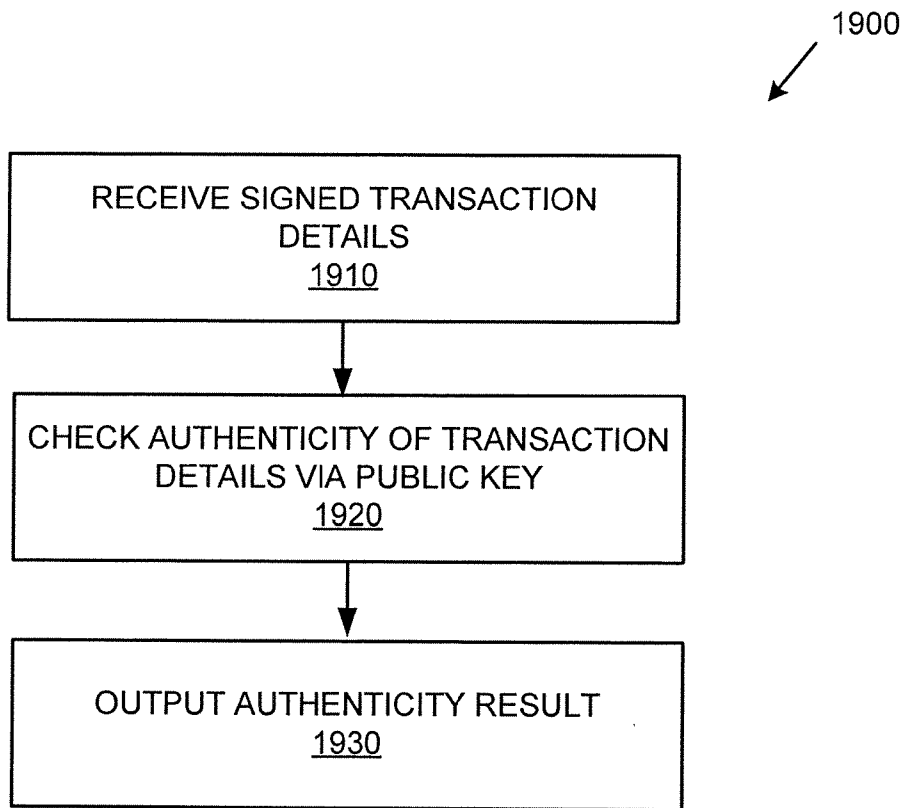 1900
RECEIVE SIGNED TRANSACTION
DETAILS
1910
CHECK AUTHENTICITY OF TRANSACTION
DETAILS VIA PUBLIC KEY
1920
OUTPUT AUTHENTICITY RESULT
1930